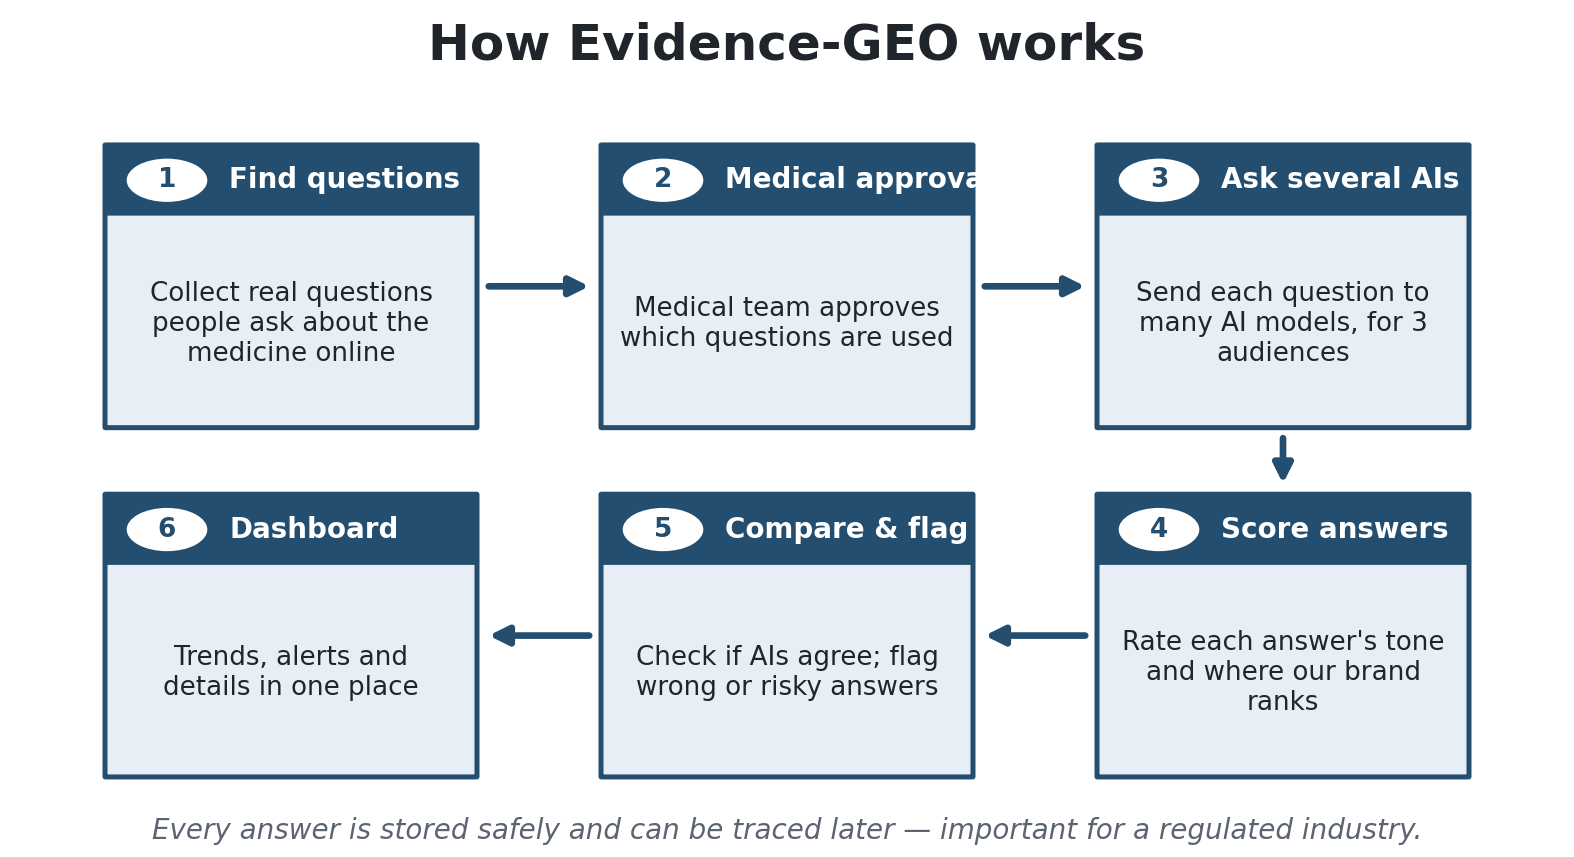 How Evidence-GEO works
1 Find questions
Collect real questions
people ask about the
medicine online
2 Medical approva
Medical team approves
which questions are used
3 Ask several AIs
Send each question to
many AI models, for 3
audiences
4 Score answers
Rate each answer's tone
and where our brand
ranks
5 Compare & flag
Check if AIs agree; flag
wrong or risky answers
6 Dashboard
Trends, alerts and
details in one place
Every answer is stored safely and can be traced later — important for a regulated industry.